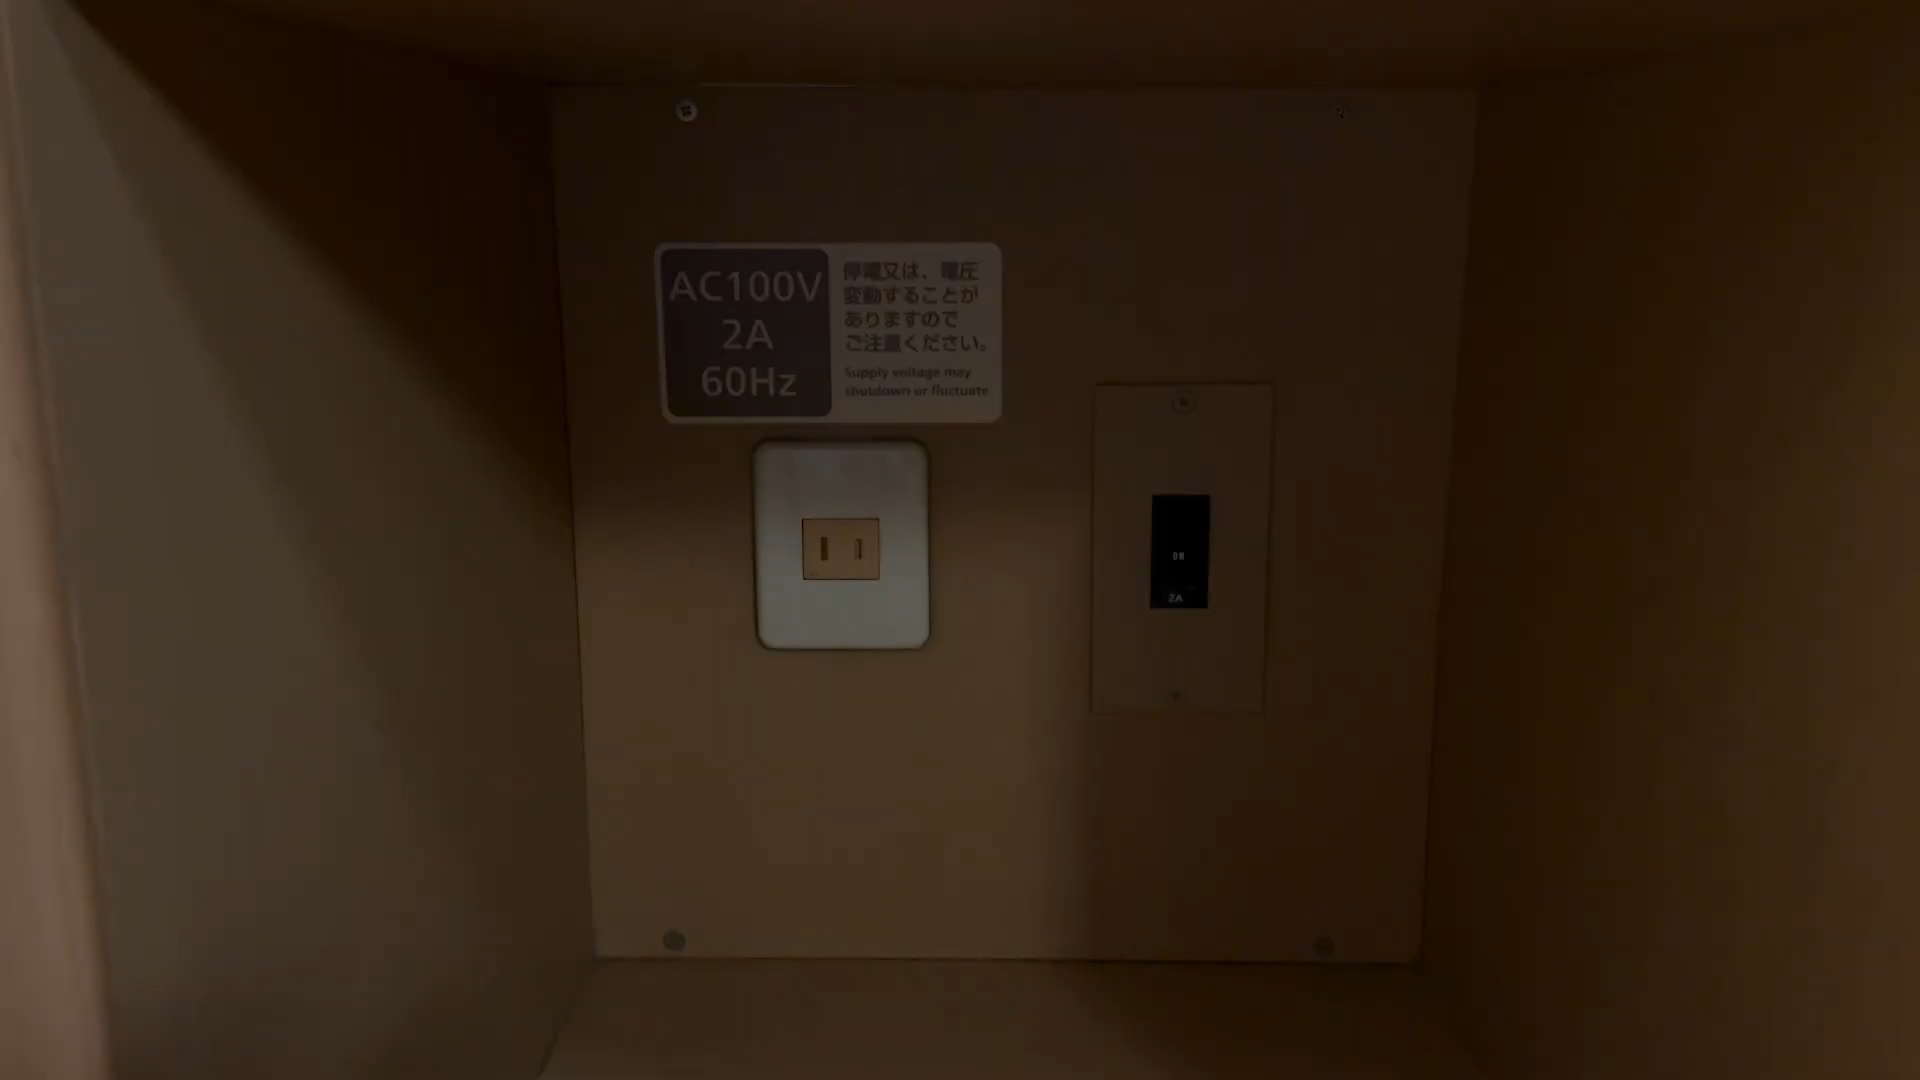 AC100V
2A
60Hz
停電又は、電圧
変動することが
ありますので
ご注意ください。
Supply voltage may
shutdown or fluctuate
ON
2A